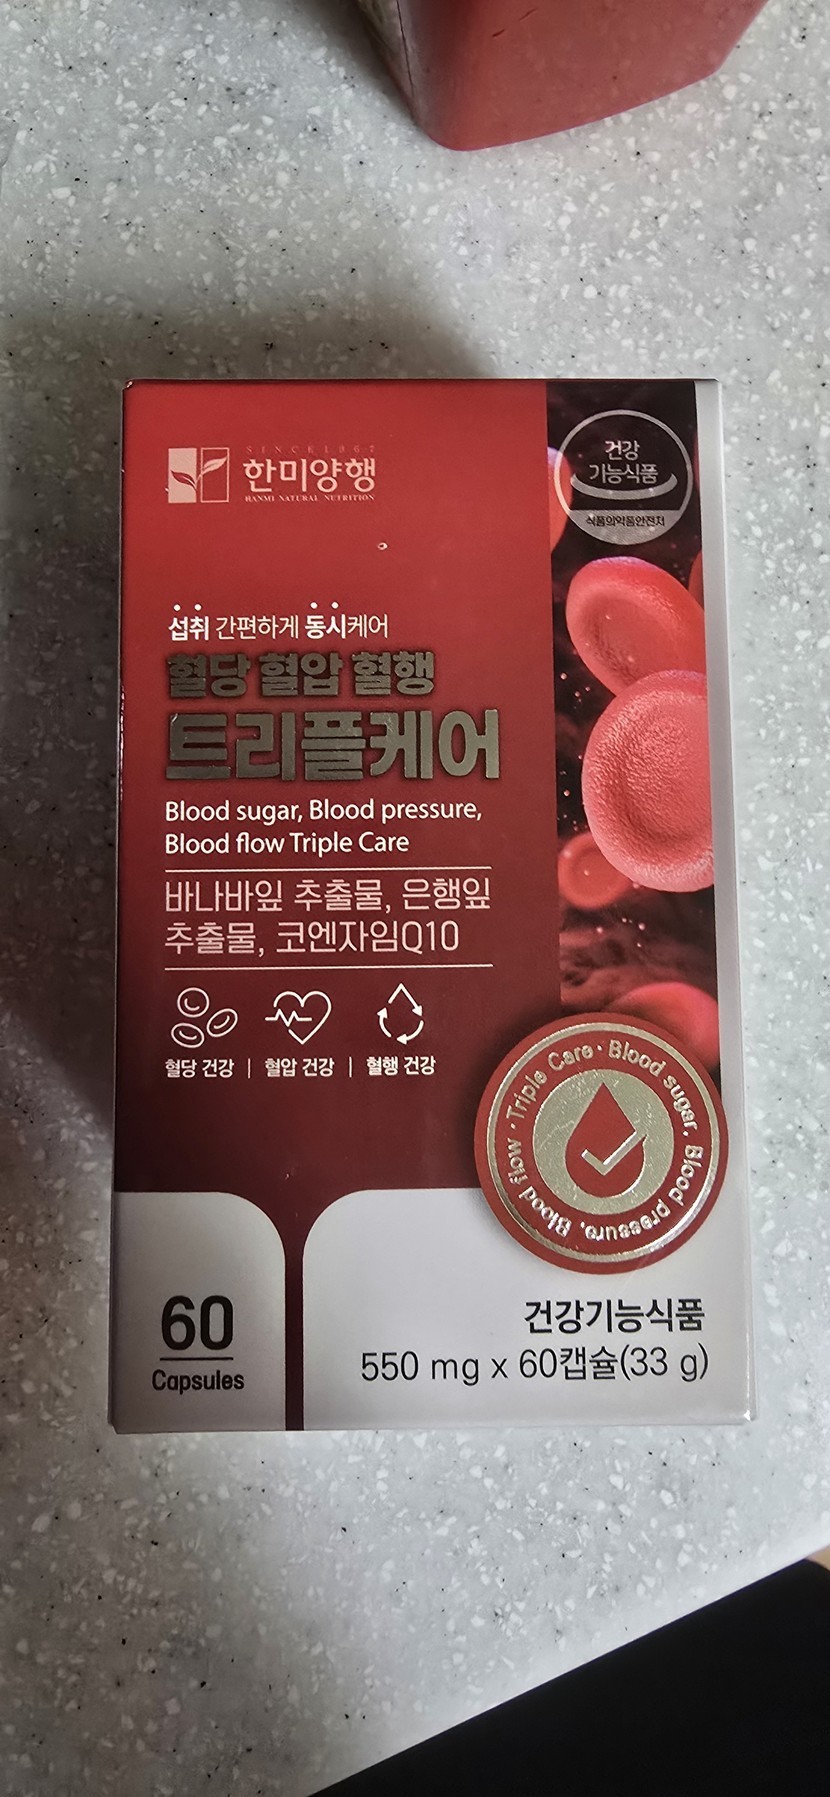 SINCE 1967
한미양행
HANMI NATURAL NUTRITION
건강
기능식품
식품의약품안전처
섭취 간편하게 동시케어
혈당 혈압 혈행
트리플케어
Blood sugar, Blood pressure,
Blood flow Triple Care
바나바잎 추출물, 은행잎
추출물, 코엔자임Q10
혈당 건강 | 혈압 건강 | 혈행 건강
Triple Care · Blood sugar, Blood pressure, Blood flow ·
60
Capsules
건강기능식품
550 mg x 60캡슐(33 g)